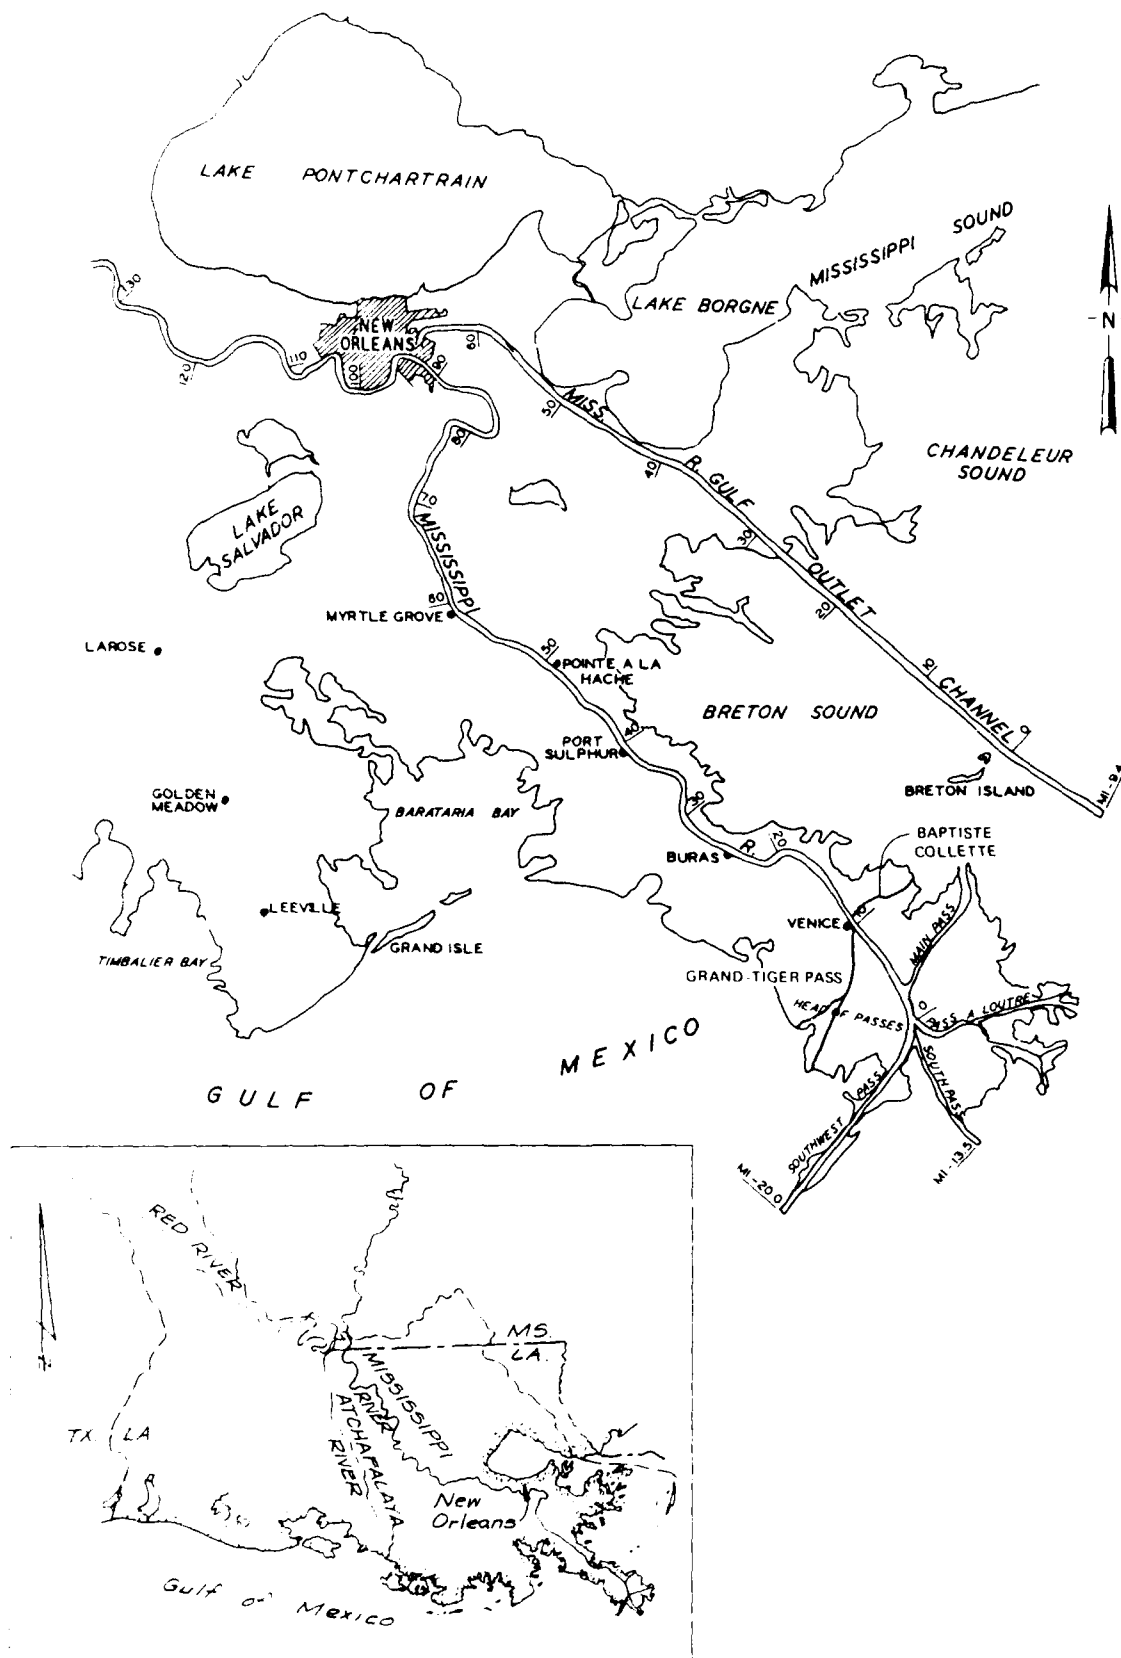 LAKE PONTCHARTRAIN
MISSISSIPPI SOUND
LAKE BORGNE
N
130
120
110
100
NEW
ORLEANS
90
80
70
60
50
40
30
20
10
0
60
50
40
30
20
10
0
MI-9.4
MISS.
R. GULF
OUTLET
CHANNEL
CHANDELEUR
SOUND
LAKE
SALVADOR
MISSISSIPPI
R.
MYRTLE GROVE
LAROSE
POINTE A LA
HACHE
BRETON SOUND
PORT
SULPHUR
GOLDEN
MEADOW
BARATARIA BAY
BRETON ISLAND
BURAS
BAPTISTE
COLLETTE
LEEVILLE
VENICE
MAIN PASS
GRAND ISLE
TIMBALIER BAY
GRAND-TIGER PASS
HEAD OF PASSES
PASS A LOUTRE
SOUTH PASS
SOUTHWEST PASS
MI-20.0
MI-13.5
GULF OF MEXICO
RED RIVER
MS.
LA.
MISSISSIPPI
RIVER
ATCHAFALAYA
RIVER
TX. LA
New
Orleans
Gulf of Mexico